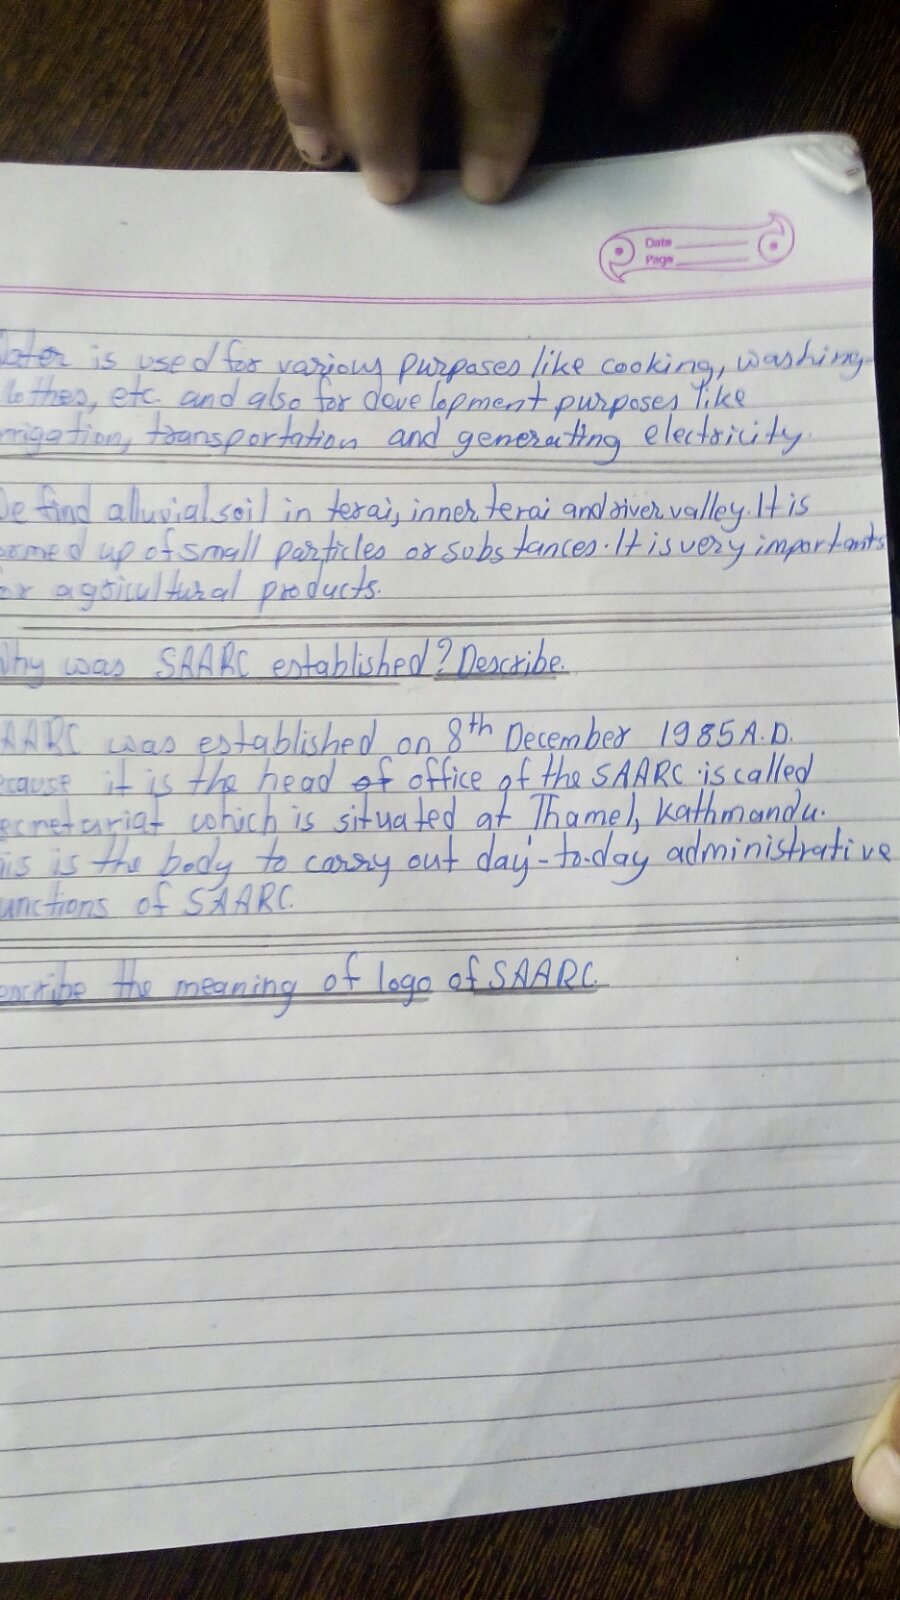 Date
Page
ater is used for various purposes like cooking, washing
lothes, etc. and also for development purposes like
rrigation, transportation and generating electricity.
We find alluvial soil in terai, inner terai and river valley. It is
ormed up of small particles or substances. It is very importants
or agricultural products.
Why was SAARC established? Describe.
AARC was established on 8th December 1985 A.D.
ecause it is the head of office of the SAARC is called
ecretariat which is situated at Thamel, Kathmandu.
is is the body to carry out day-to-day administrative
unctions of SAARC.
the meaning of logo of SAARC.